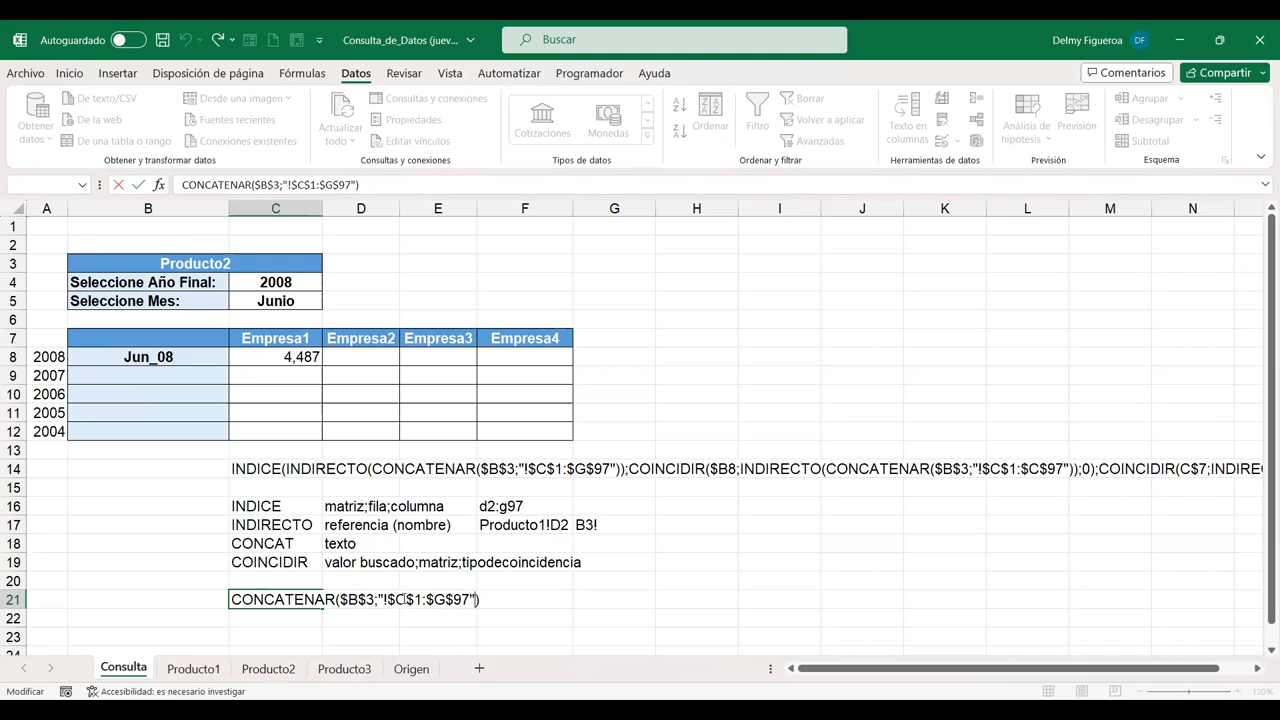 Autoguardado
Consulta_de_Datos (juev...
Buscar
Delmy Figueroa
DF
Archivo Inicio Insertar Disposición de página Fórmulas Datos Revisar Vista Automatizar Programador Ayuda
Comentarios
Compartir
Obtener datos
De texto/CSV
De la web
De una tabla o rango
Desde una imagen
Fuentes recientes
Conexiones existentes
Obtener y transformar datos
Actualizar todo
Consultas y conexiones
Propiedades
Editar vínculos
Consultas y conexiones
Cotizaciones
Monedas
Tipos de datos
Ordenar
Filtro
Borrar
Volver a aplicar
Avanzadas
Ordenar y filtrar
Texto en columnas
Herramientas de datos
Análisis de hipótesis
Previsión
Previsión
Agrupar
Desagrupar
Subtotal
Esquema
fx CONCATENAR($B$3;"!$C$1:$G$97")
A B C D E F G H I J K L M N
1
2
3 Producto2
4 Seleccione Año Final: 2008
5 Seleccione Mes: Junio
6
7 Empresa1 Empresa2 Empresa3 Empresa4
8 2008 Jun_08 4,487
9 2007
10 2006
11 2005
12 2004
13
14 INDICE(INDIRECTO(CONCATENAR($B$3;"!$C$1:$G$97"));COINCIDIR($B8;INDIRECTO(CONCATENAR($B$3;"!$C$1:$C$97"));0);COINCIDIR(C$7;INDIREC
15
16 INDICE matriz;fila;columna d2:g97
17 INDIRECTO referencia (nombre) Producto1!D2 B3!
18 CONCAT texto
19 COINCIDIR valor buscado;matriz;tipodecoincidencia
20
21 CONCATENAR($B$3;"!$C$1:$G$97")
22
23
24
Consulta Producto1 Producto2 Producto3 Origen
Modificar
Accesibilidad: es necesario investigar
120%